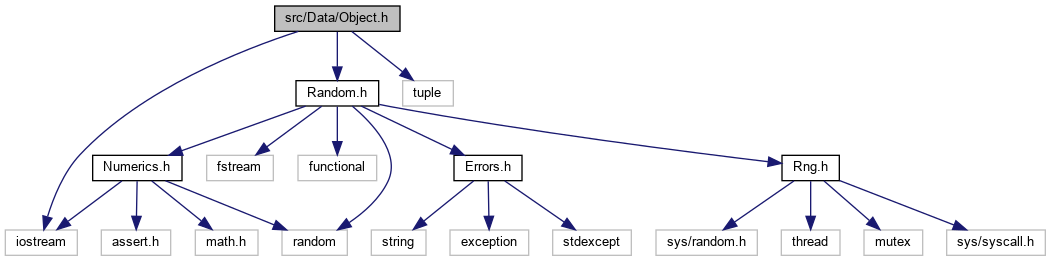 src/Data/Object.h
Random.h
tuple
Numerics.h
fstream
functional
Errors.h
Rng.h
iostream
assert.h
math.h
random
string
exception
stdexcept
sys/random.h
thread
mutex
sys/syscall.h